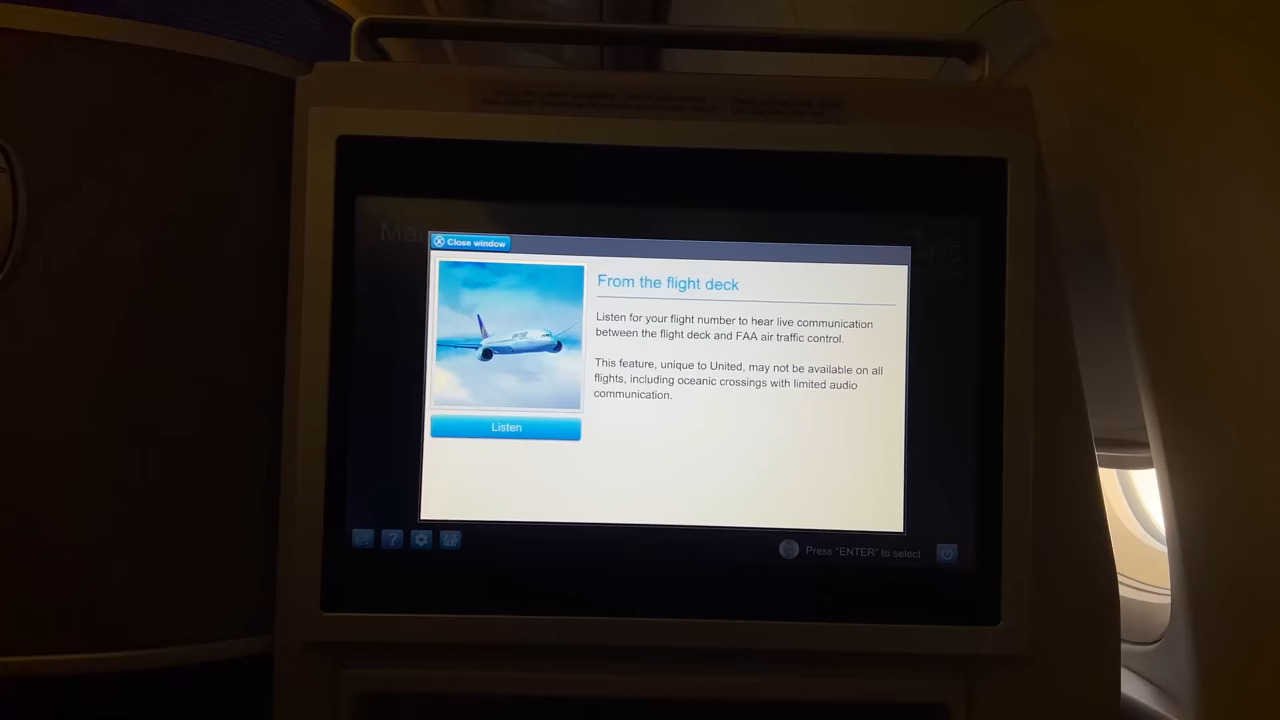 Close window
From the flight deck
Listen for your flight number to hear live communication
between the flight deck and FAA air traffic control.
This feature, unique to United, may not be available on all
flights, including oceanic crossings with limited audio
communication.
Listen
?
Press "ENTER" to select